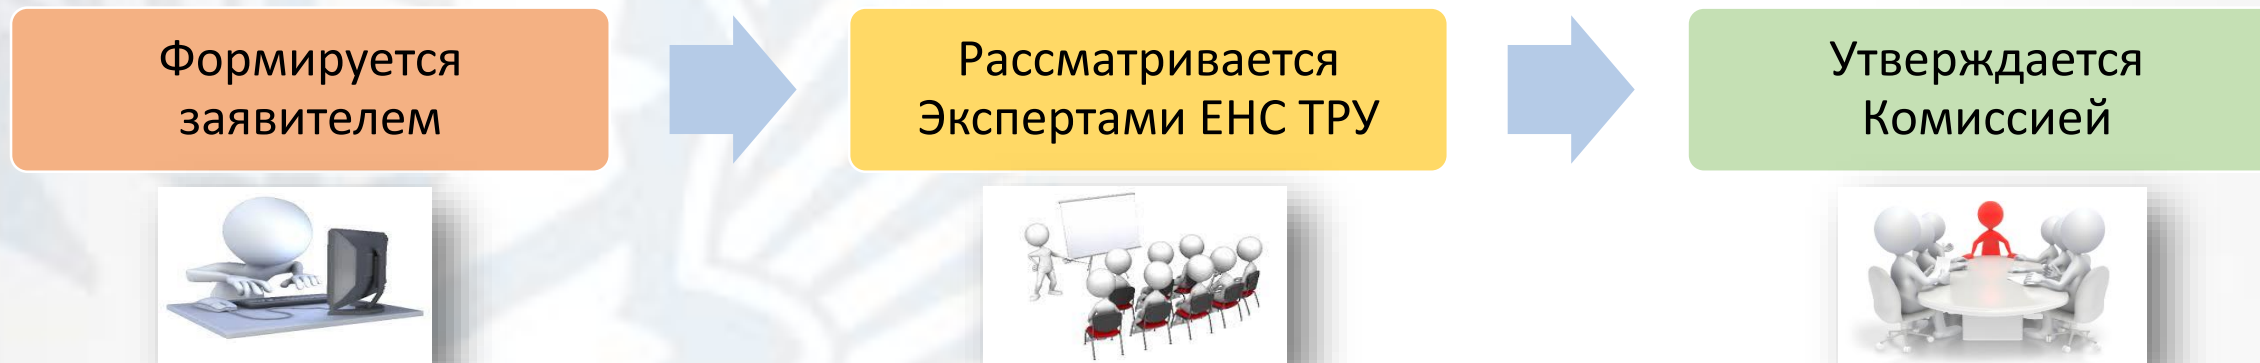 Формируется
заявителем
Рассматривается
Экспертами ЕНС ТРУ
Утверждается
Комиссией